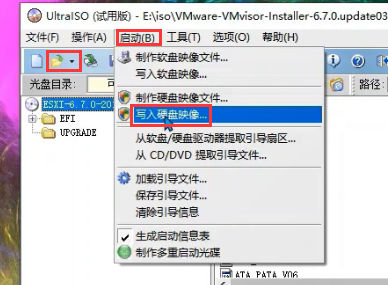 UltraISO (试用版) - E:\iso\VMware-VMvisor-Installer-6.7.0.update03
文件(F) 操作(A) 启动(B) 工具(T) 选项(O) 帮助(H)
光盘目录: 可 路径:
制作软盘映像文件...
写入软盘映像...
制作硬盘映像文件...
写入硬盘映像...
从软盘/硬盘驱动器提取引导扇区...
从 CD/DVD 提取引导文件...
加载引导文件...
保存引导文件...
清除引导信息
生成启动信息表
制作多重启动光碟
ESXI-6.7.0-20
EFI
UPGRADE
ATA_PATA.V06